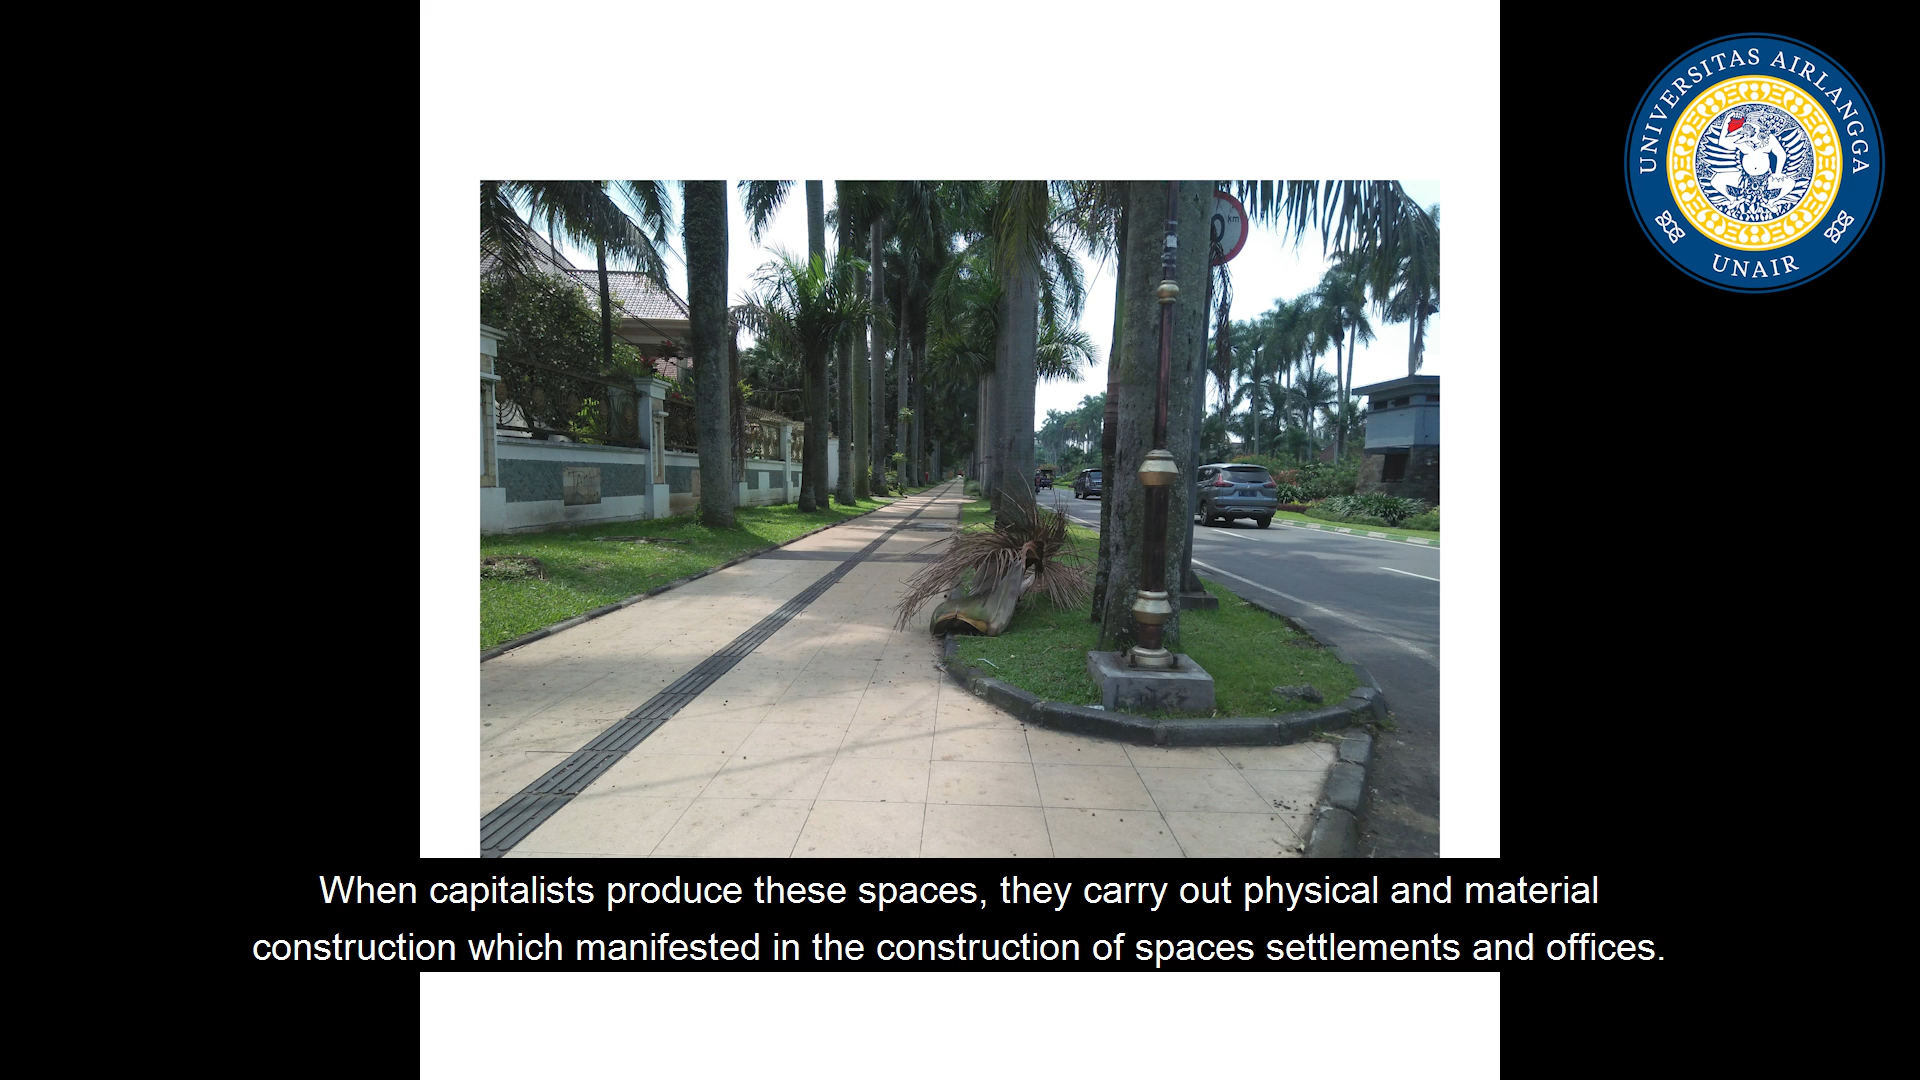 UNIVERSITAS AIRLANGGA
UNAIR
km
When capitalists produce these spaces, they carry out physical and material
construction which manifested in the construction of spaces settlements and offices.